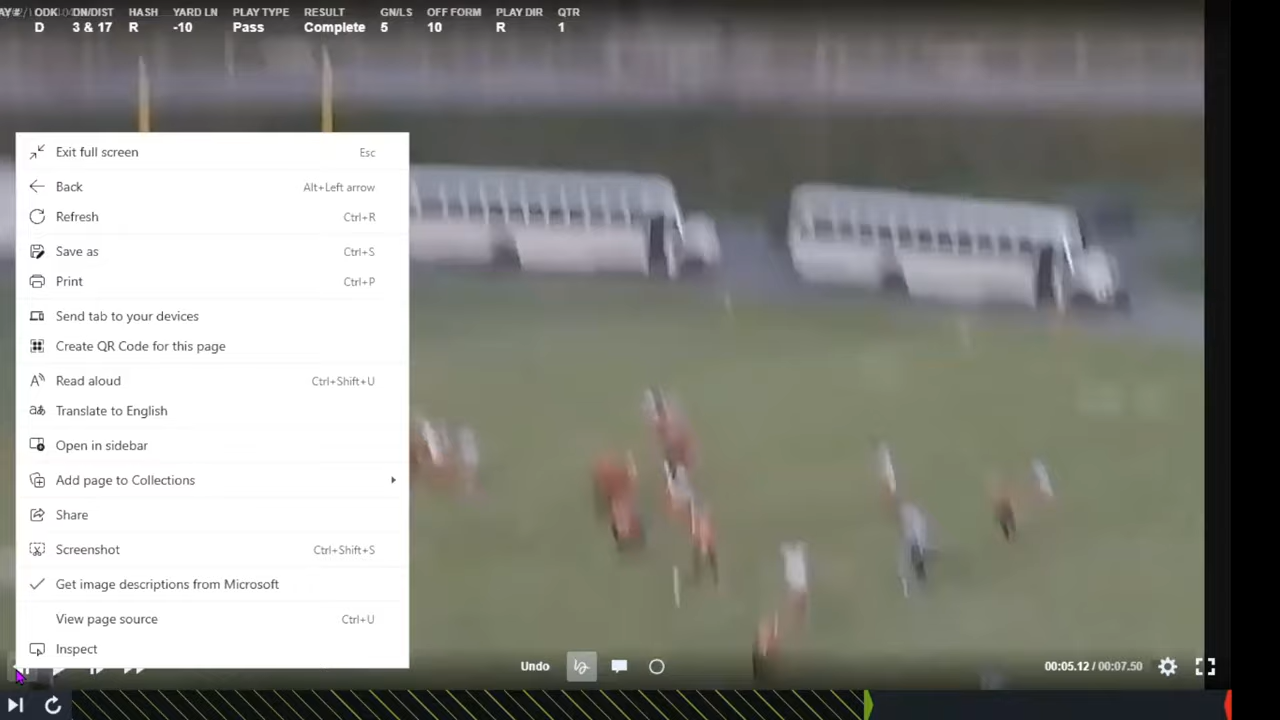 ODK DN/DIST HASH YARD LN PLAY TYPE RESULT GN/LS OFF FORM PLAY DIR QTR
D 3 & 17 R -10 Pass Complete 5 10 R 1
Exit full screen Esc
Back Alt+Left arrow
Refresh Ctrl+R
Save as Ctrl+S
Print Ctrl+P
Send tab to your devices
Create QR Code for this page
Read aloud Ctrl+Shift+U
Translate to English
Open in sidebar
Add page to Collections
Share
Screenshot Ctrl+Shift+S
Get image descriptions from Microsoft
View page source Ctrl+U
Inspect
Undo 00:05.12 / 00:07.50